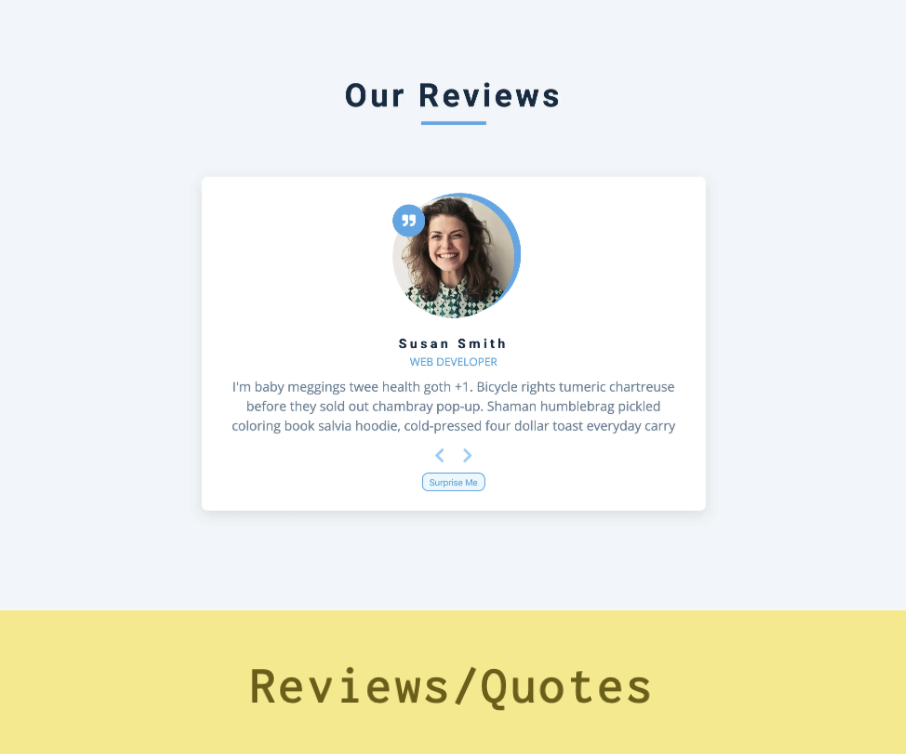 Our Reviews
Susan Smith
WEB DEVELOPER
I'm baby meggings twee health goth +1. Bicycle rights tumeric chartreuse
before they sold out chambray pop-up. Shaman humblebrag pickled
coloring book salvia hoodie, cold-pressed four dollar toast everyday carry
Surprise Me
Reviews/Quotes